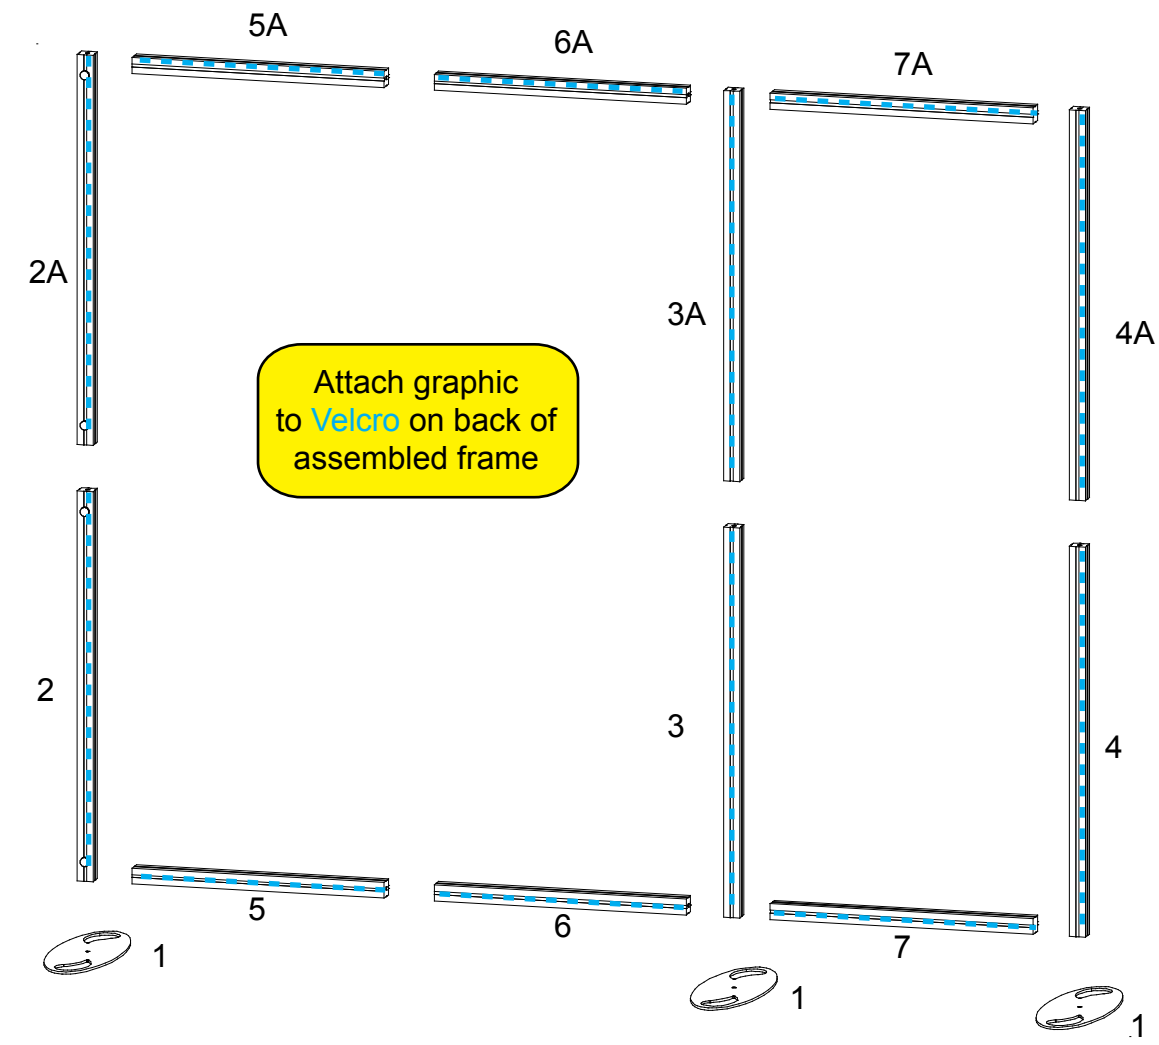 5A
6A
7A
2A
3A
4A
Attach graphic
to Velcro on back of
assembled frame
2
3
4
5
6
7
1
1
1